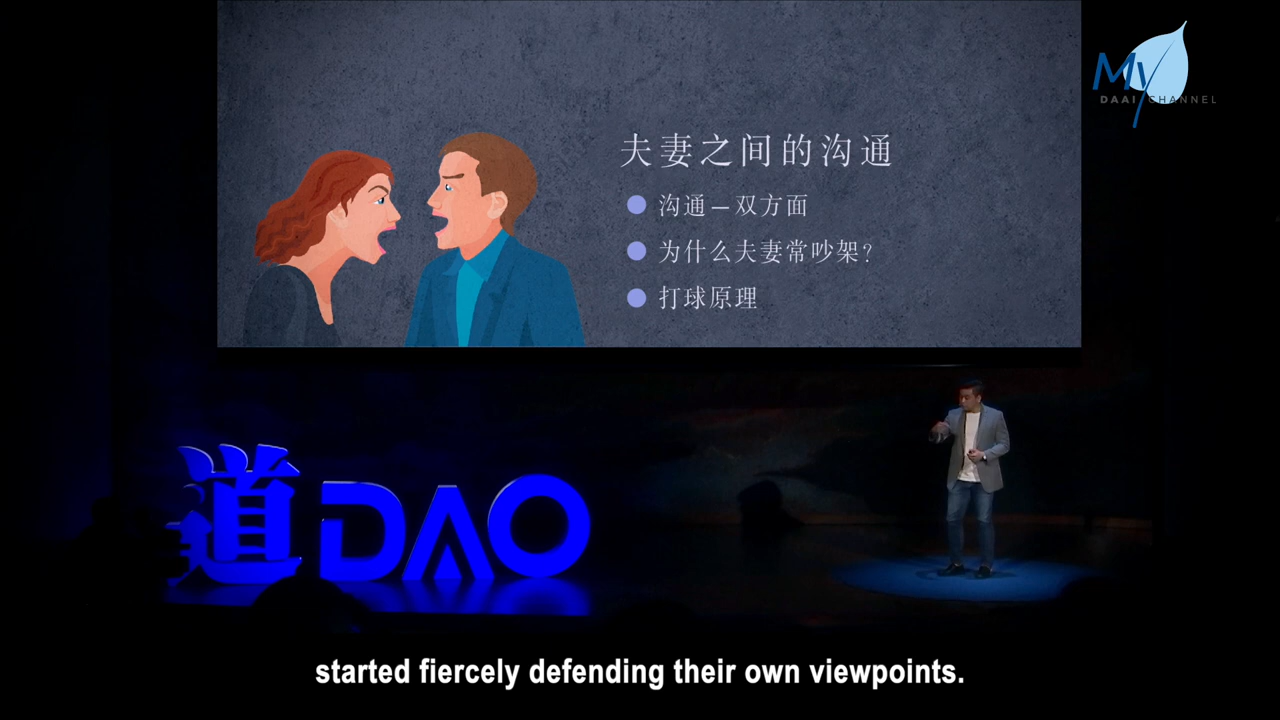 My
DAAI CHANNEL
夫妻之间的沟通
沟通—双方面
为什么夫妻常吵架?
打球原理
道DAO
started fiercely defending their own viewpoints.